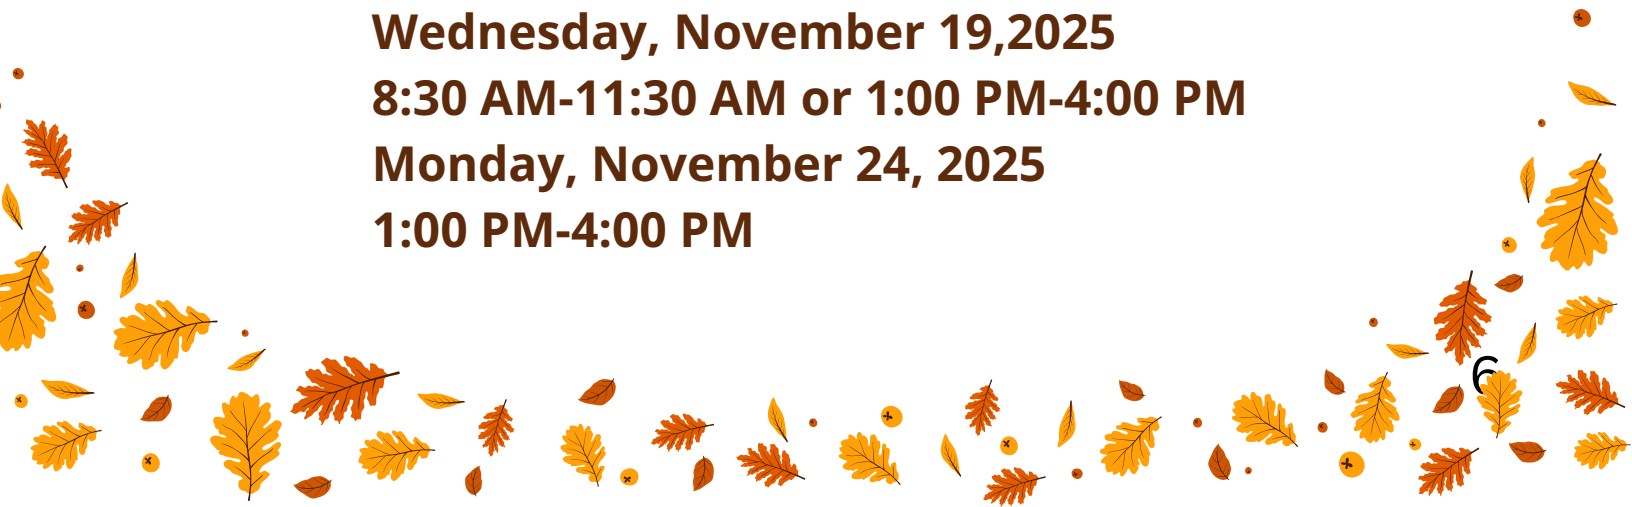 Wednesday, November 19,2025
8:30 AM-11:30 AM or 1:00 PM-4:00 PM
Monday, November 24, 2025
1:00 PM-4:00 PM
6